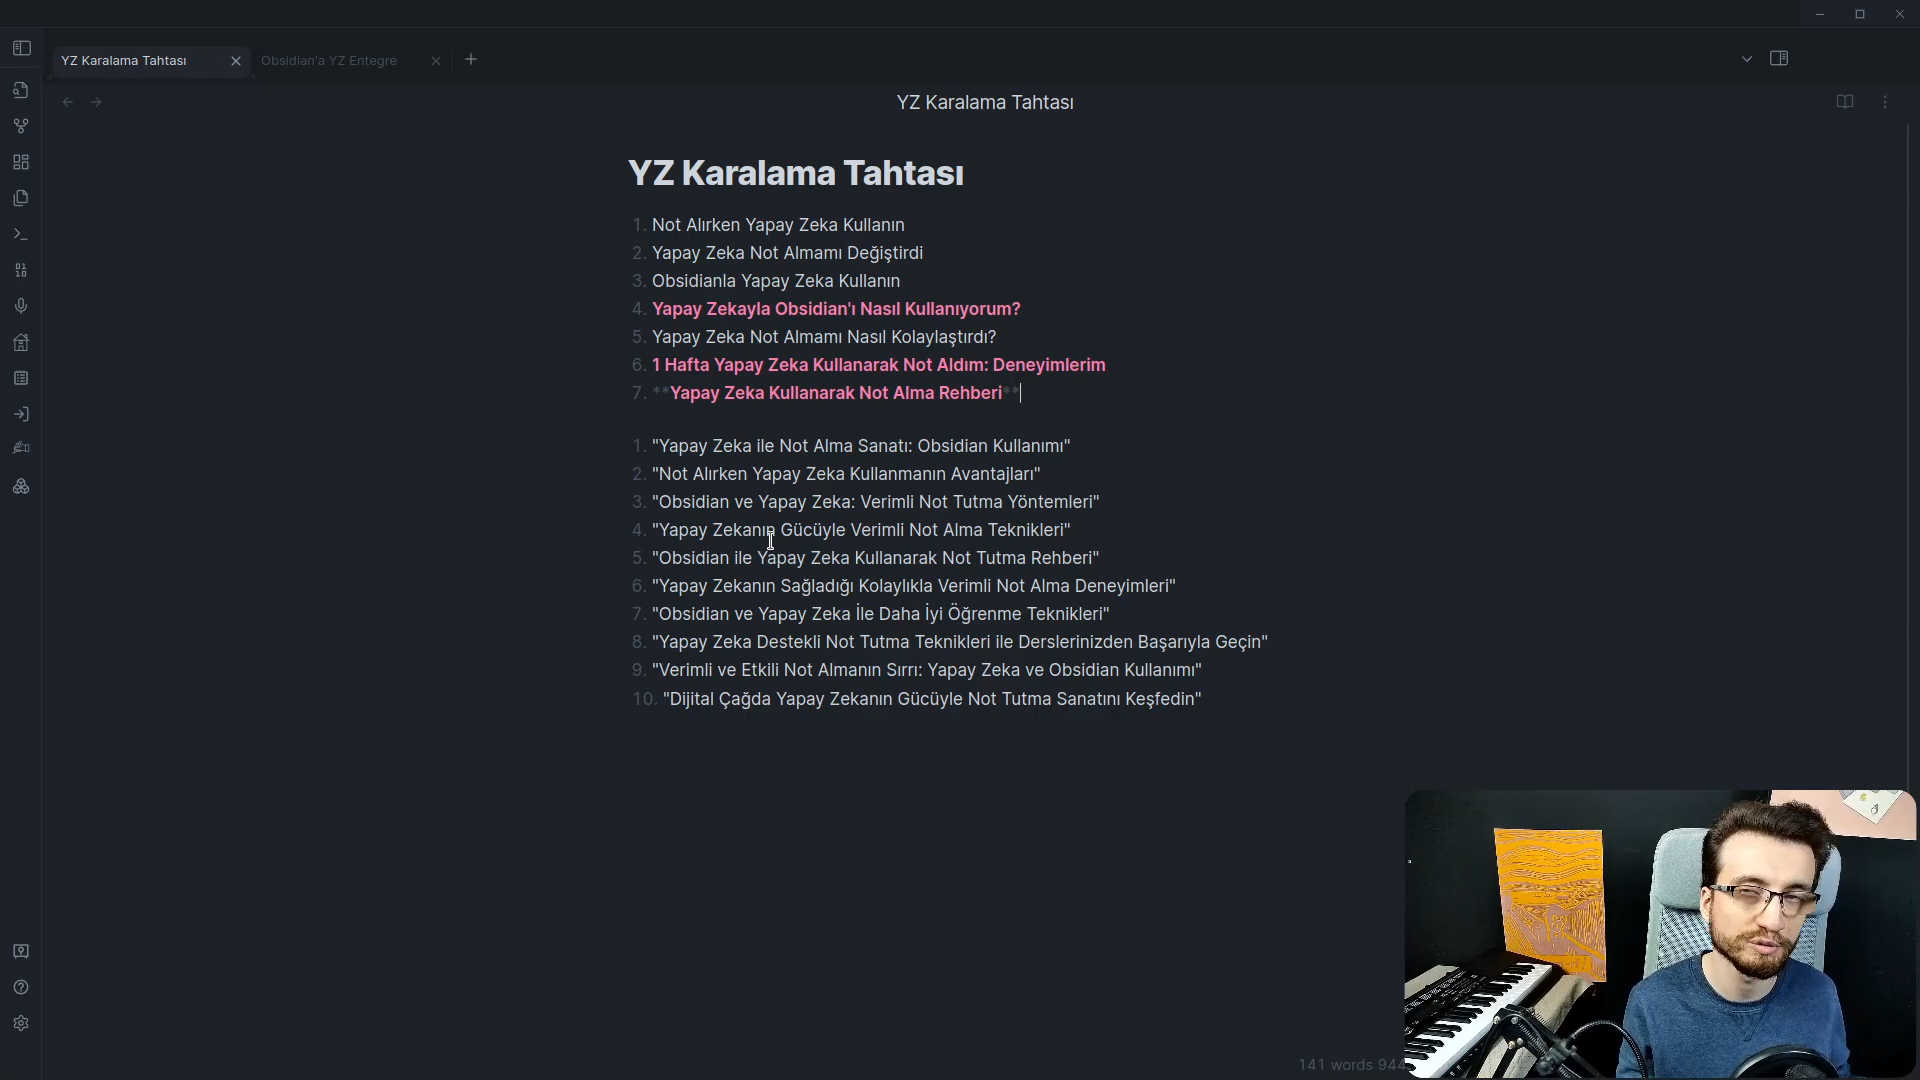 YZ Karalama Tahtası
Obsidian'a YZ Entegre
YZ Karalama Tahtası
YZ Karalama Tahtası
1. Not Alırken Yapay Zeka Kullanın
2. Yapay Zeka Not Almamı Değiştirdi
3. Obsidianla Yapay Zeka Kullanın
4. Yapay Zekayla Obsidian'ı Nasıl Kullanıyorum?
5. Yapay Zeka Not Almamı Nasıl Kolaylaştırdı?
6. 1 Hafta Yapay Zeka Kullanarak Not Aldım: Deneyimlerim
7. **Yapay Zeka Kullanarak Not Alma Rehberi**
1. "Yapay Zeka ile Not Alma Sanatı: Obsidian Kullanımı"
2. "Not Alırken Yapay Zeka Kullanmanın Avantajları"
3. "Obsidian ve Yapay Zeka: Verimli Not Tutma Yöntemleri"
4. "Yapay Zekanın Gücüyle Verimli Not Alma Teknikleri"
5. "Obsidian ile Yapay Zeka Kullanarak Not Tutma Rehberi"
6. "Yapay Zekanın Sağladığı Kolaylıkla Verimli Not Alma Deneyimleri"
7. "Obsidian ve Yapay Zeka İle Daha İyi Öğrenme Teknikleri"
8. "Yapay Zeka Destekli Not Tutma Teknikleri ile Derslerinizden Başarıyla Geçin"
9. "Verimli ve Etkili Not Almanın Sırrı: Yapay Zeka ve Obsidian Kullanımı"
10. "Dijital Çağda Yapay Zekanın Gücüyle Not Tutma Sanatını Keşfedin"
141 words 944